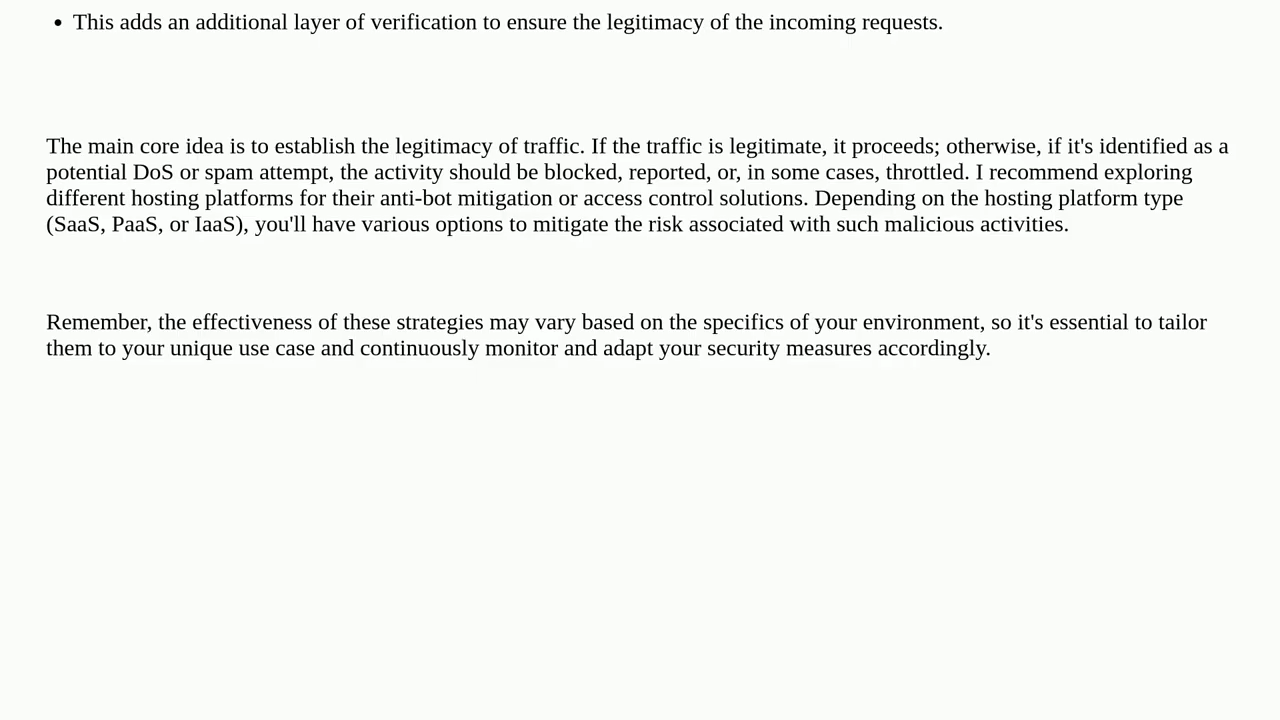 • This adds an additional layer of verification to ensure the legitimacy of the incoming requests.
The main core idea is to establish the legitimacy of traffic. If the traffic is legitimate, it proceeds; otherwise, if it's identified as a
potential DoS or spam attempt, the activity should be blocked, reported, or, in some cases, throttled. I recommend exploring
different hosting platforms for their anti-bot mitigation or access control solutions. Depending on the hosting platform type
(SaaS, PaaS, or IaaS), you'll have various options to mitigate the risk associated with such malicious activities.
Remember, the effectiveness of these strategies may vary based on the specifics of your environment, so it's essential to tailor
them to your unique use case and continuously monitor and adapt your security measures accordingly.